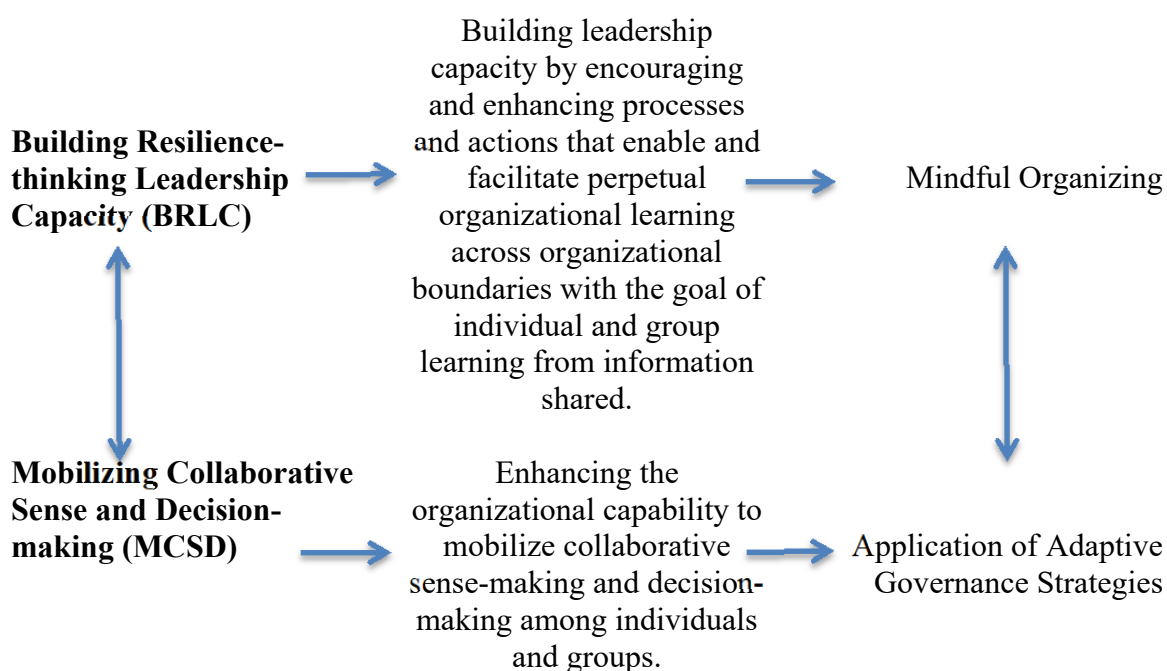 Building Resilience-
thinking Leadership
Capacity (BRLC)
Building leadership
capacity by encouraging
and enhancing processes
and actions that enable and
facilitate perpetual
organizational learning
across organizational
boundaries with the goal of
individual and group
learning from information
shared.
Mindful Organizing
Mobilizing Collaborative
Sense and Decision-
making (MCSD)
Enhancing the
organizational capability to
mobilize collaborative
sense-making and decision-
making among individuals
and groups.
Application of Adaptive
Governance Strategies